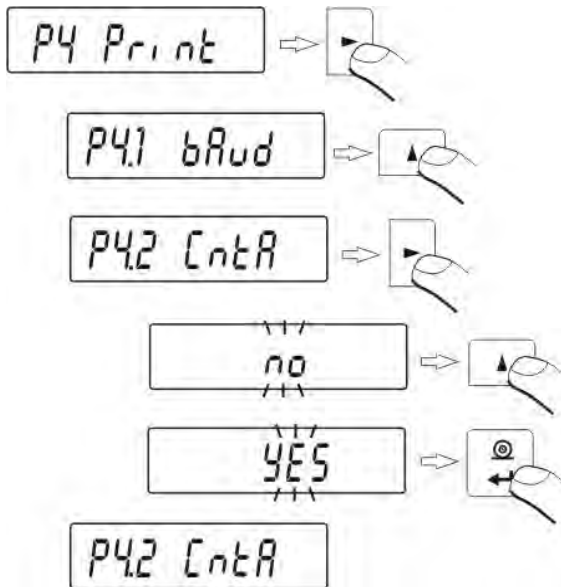 P4 Print
P4.1 bAud
P4.2 CntA
no
YES
P4.2 CntA